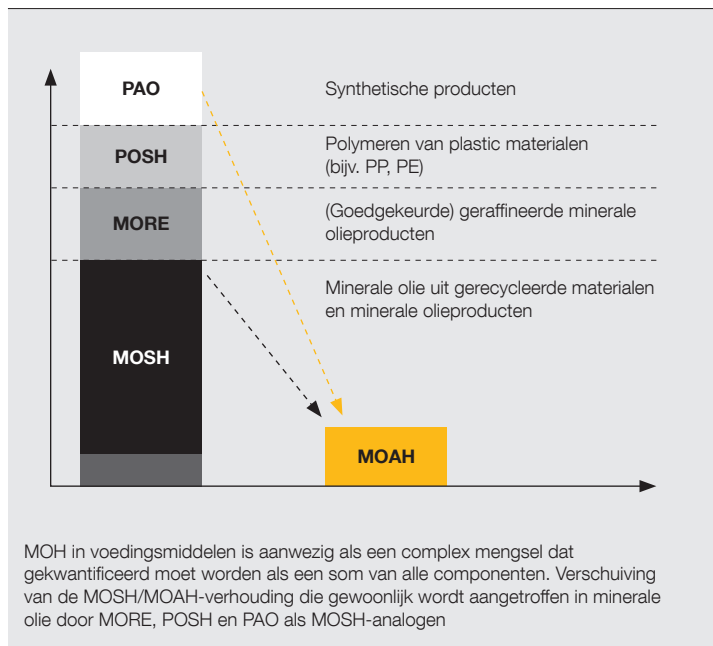 PAO
Synthetische producten
POSH
Polymeren van plastic materialen
(bijv. PP, PE)
MORE
(Goedgekeurde) geraffineerde minerale
olieproducten
MOSH
Minerale olie uit gerecycleerde materialen
en minerale olieproducten
MOAH
MOH in voedingsmiddelen is aanwezig als een complex mengsel dat
gekwantificeerd moet worden als een som van alle componenten. Verschuiving
van de MOSH/MOAH-verhouding die gewoonlijk wordt aangetroffen in minerale
olie door MORE, POSH en PAO als MOSH-analogen